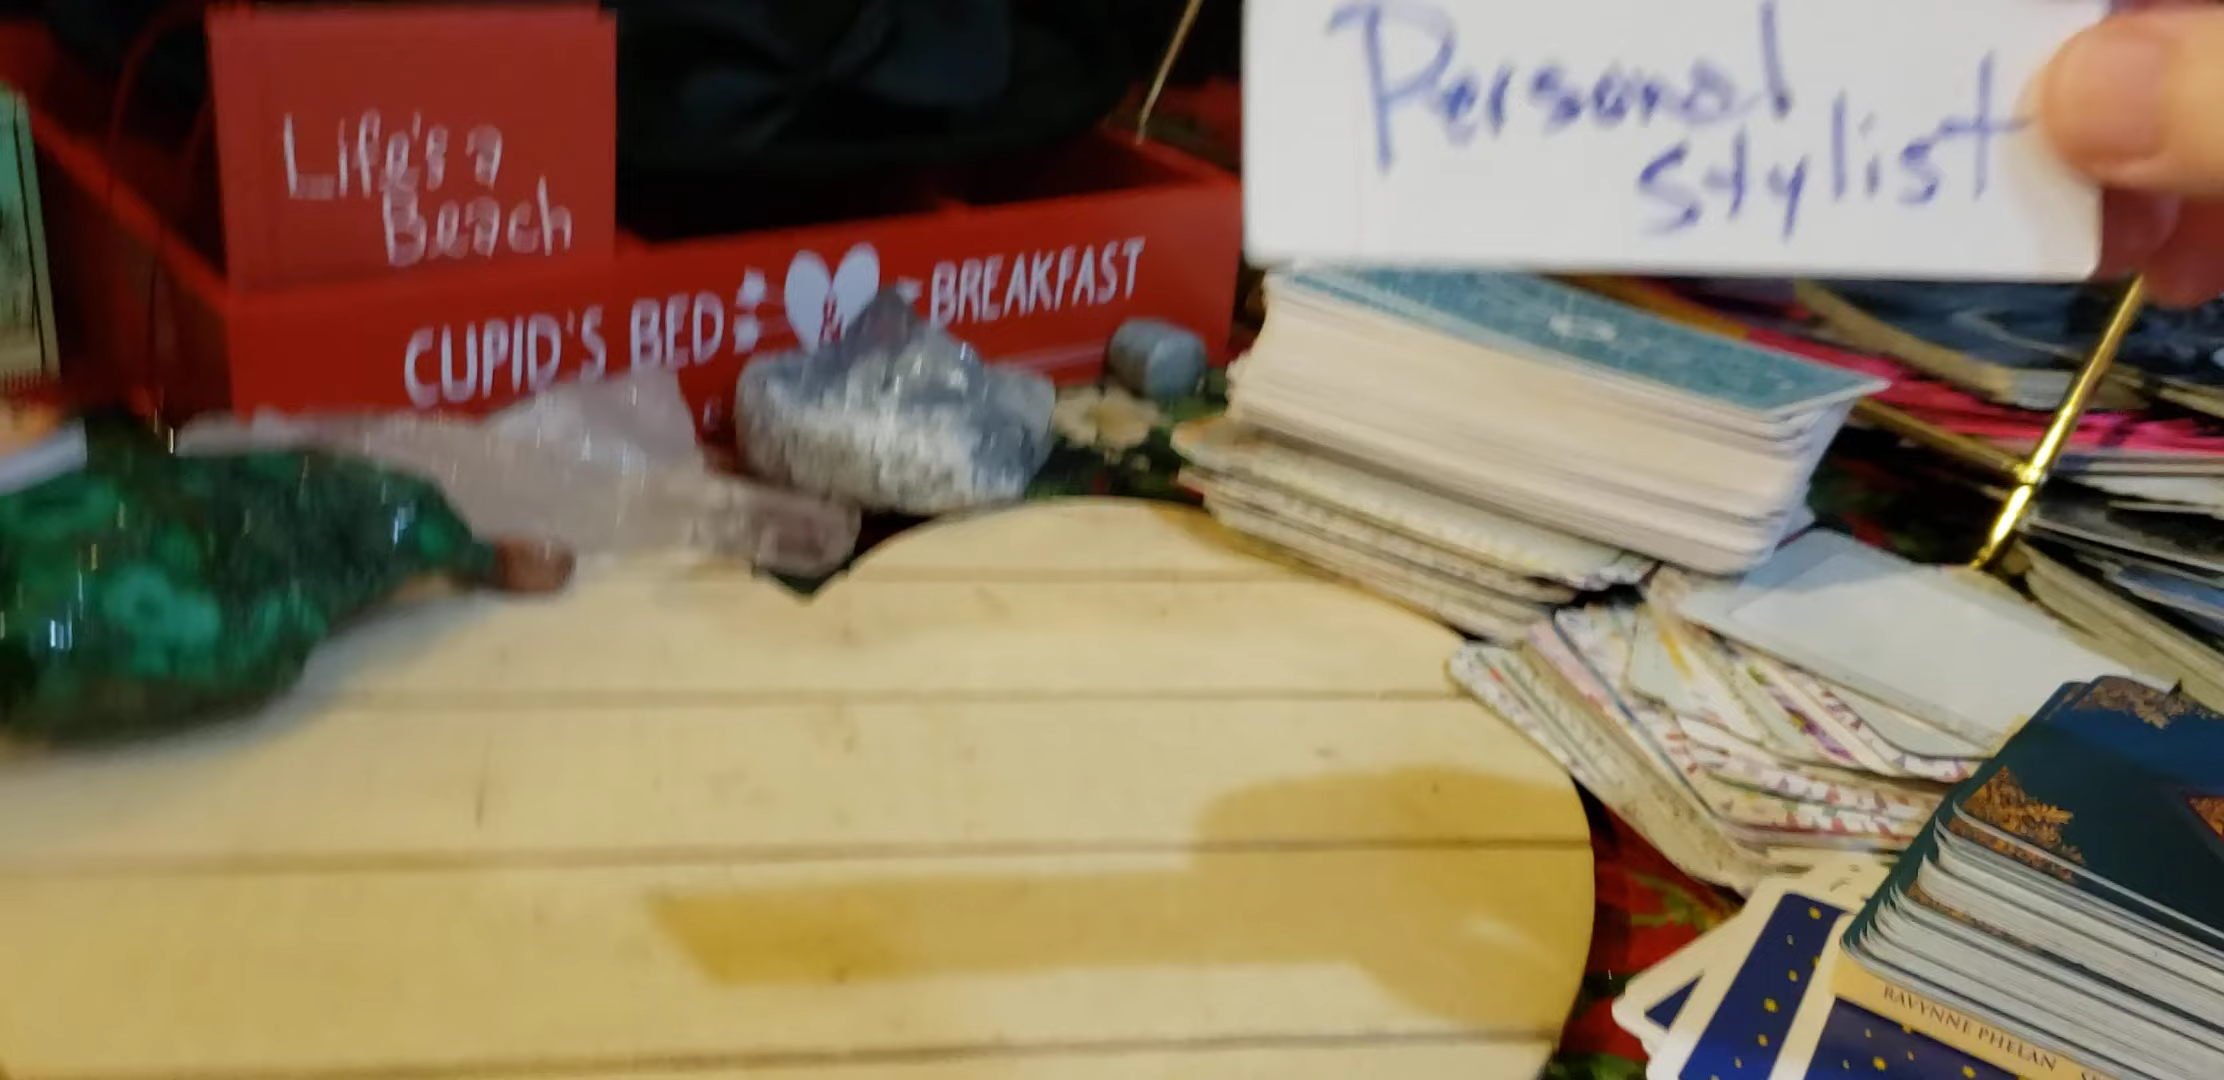 Personal
Stylist
Life's a
Beach
CUPID'S BED & BREAKFAST
RAVYNNE PHELAN